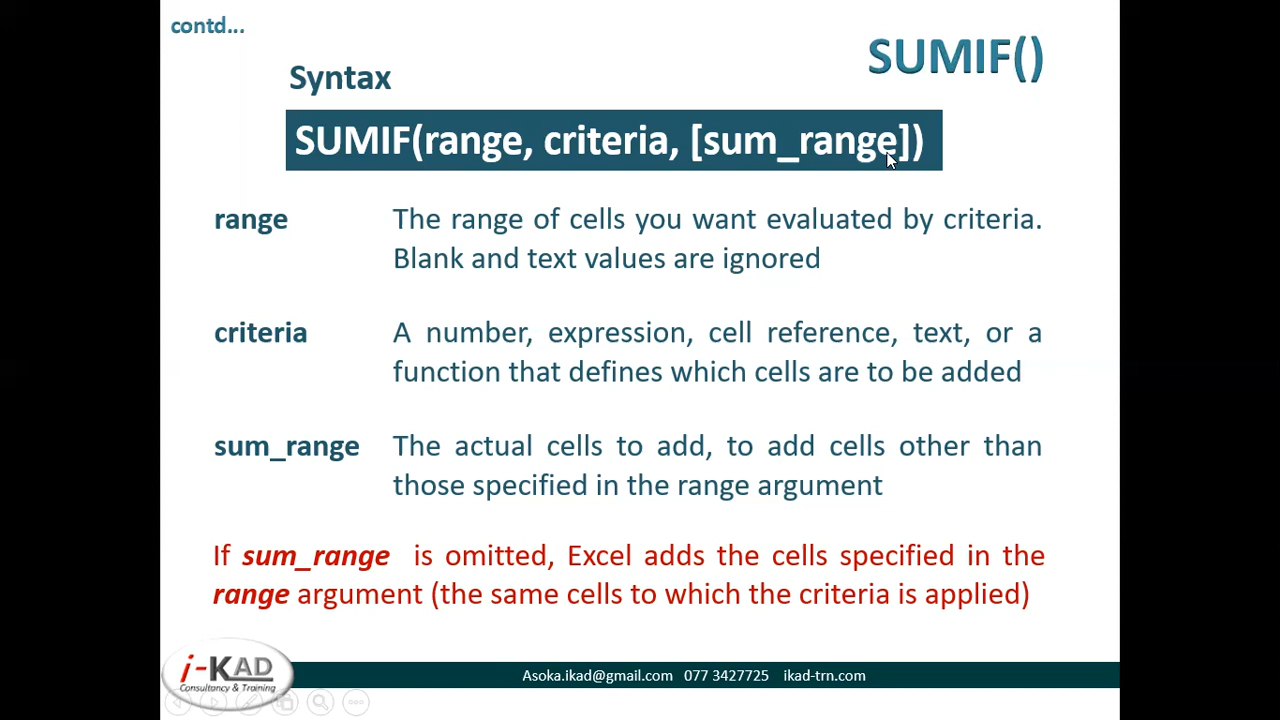 contd...
SUMIF()
Syntax
SUMIF(range, criteria, [sum_range])
range The range of cells you want evaluated by criteria.
Blank and text values are ignored
criteria A number, expression, cell reference, text, or a
function that defines which cells are to be added
sum_range The actual cells to add, to add cells other than
those specified in the range argument
If sum_range is omitted, Excel adds the cells specified in the
range argument (the same cells to which the criteria is applied)
i-KAD
Consultancy & Training
Asoka.ikad@gmail.com 077 3427725 ikad-trn.com